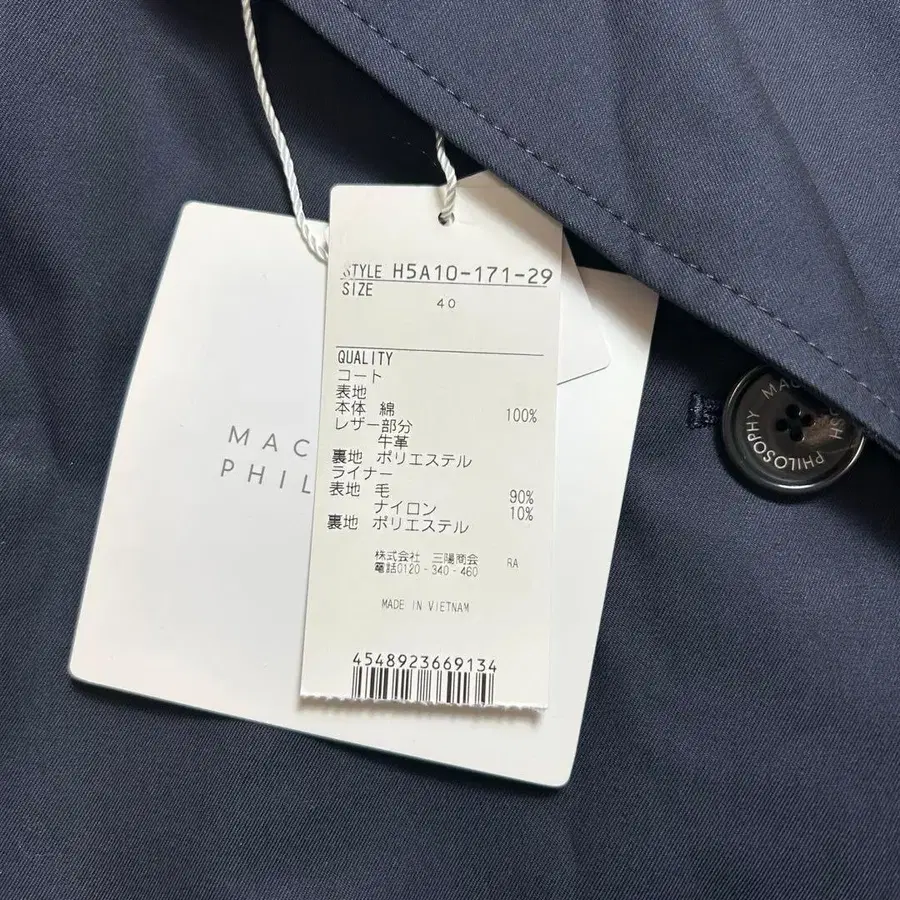 STYLE H5A10-171-29
SIZE
40
QUALITY
コート
表地
本体 綿 100%
レザー部分
牛革
裏地 ポリエステル
ライナー
表地 毛 90%
ナイロン 10%
裏地 ポリエステル
株式会社 三陽商会 RA
電話0120-340-460
MADE IN VIETNAM
4548923669134
MAC
PHIL
MAC OSH PHILOSOPHY